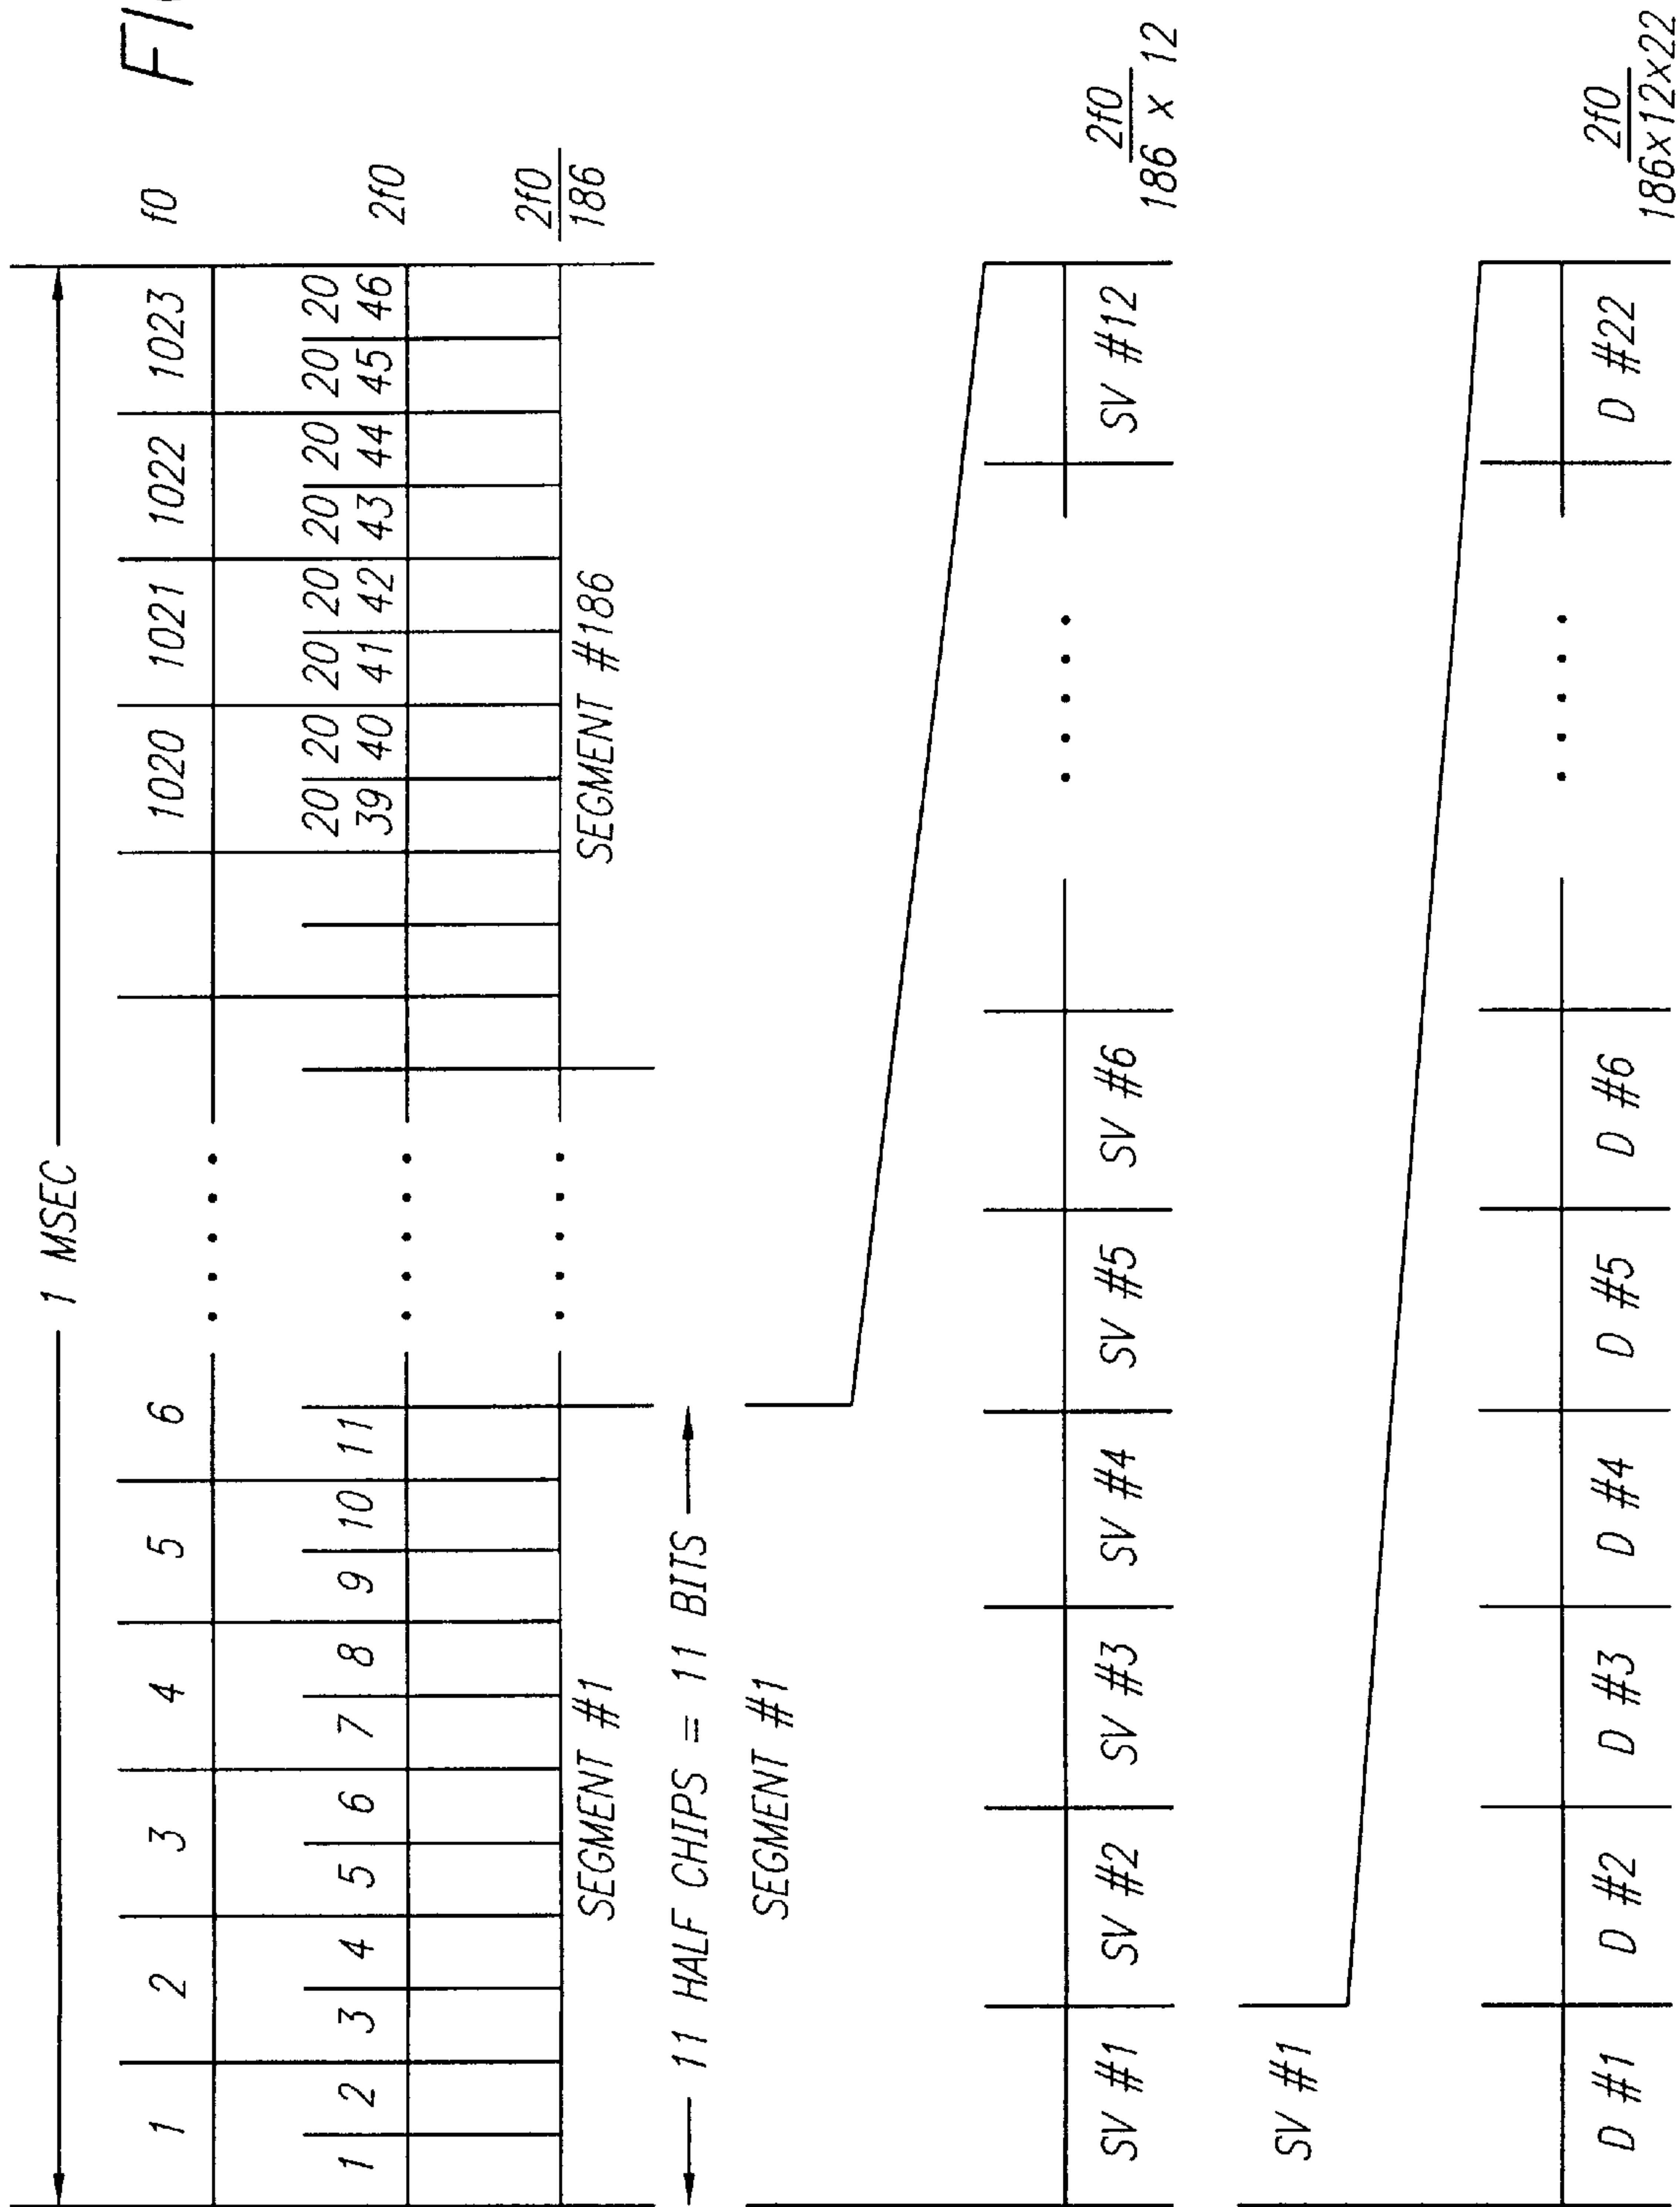 FI
1 MSEC
1 2 3 4 5 6 1020 1021 1022 1023 f0
1 2 3 4 5 6 7 8 9 10 11 20 20 20 20 20 20 20 20
39 40 41 42 43 44 45 46 2f0
SEGMENT #1 SEGMENT #186 2f0
186
11 HALF CHIPS = 11 BITS
SEGMENT #1
SV #1 SV #2 SV #3 SV #4 SV #5 SV #6 SV #12 2f0
186 x 12
SV #1
D #1 D #2 D #3 D #4 D #5 D #6 D #22 2f0
186x12x22